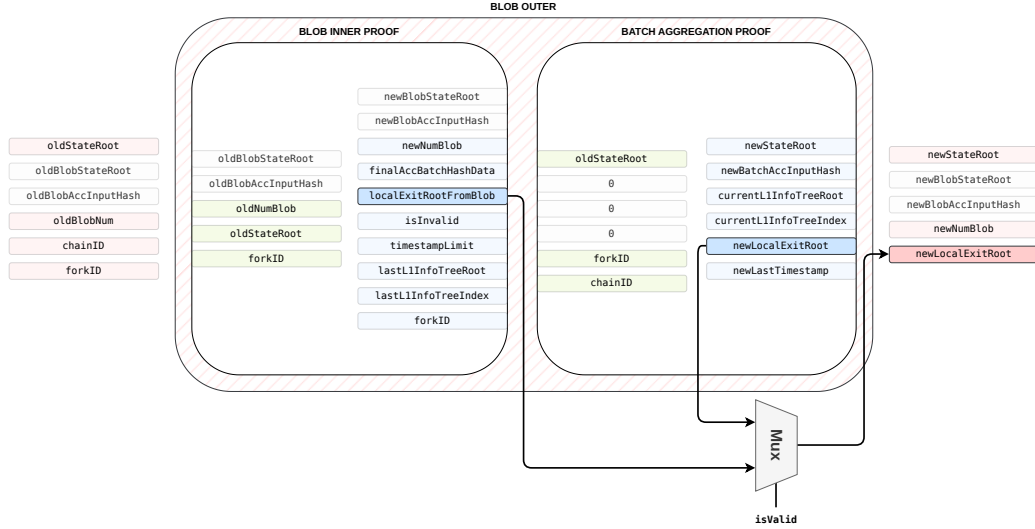 BLOB OUTER
BLOB INNER PROOF
BATCH AGGREGATION PROOF
oldStateRoot
oldBlobStateRoot
oldBlobAccInputHash
oldBlobNum
chainID
forkID
oldBlobStateRoot
oldBlobAccInputHash
oldNumBlob
oldStateRoot
forkID
newBlobStateRoot
newBlobAccInputHash
newNumBlob
finalAccBatchHashData
localExitRootFromBlob
isInvalid
timestampLimit
lastL1InfoTreeRoot
lastL1InfoTreeIndex
forkID
oldStateRoot
0
0
0
forkID
chainID
newStateRoot
newBatchAccInputHash
currentL1InfoTreeRoot
currentL1InfoTreeIndex
newLocalExitRoot
newLastTimestamp
newStateRoot
newBlobStateRoot
newBlobAccInputHash
newNumBlob
newLocalExitRoot
Mux
isValid